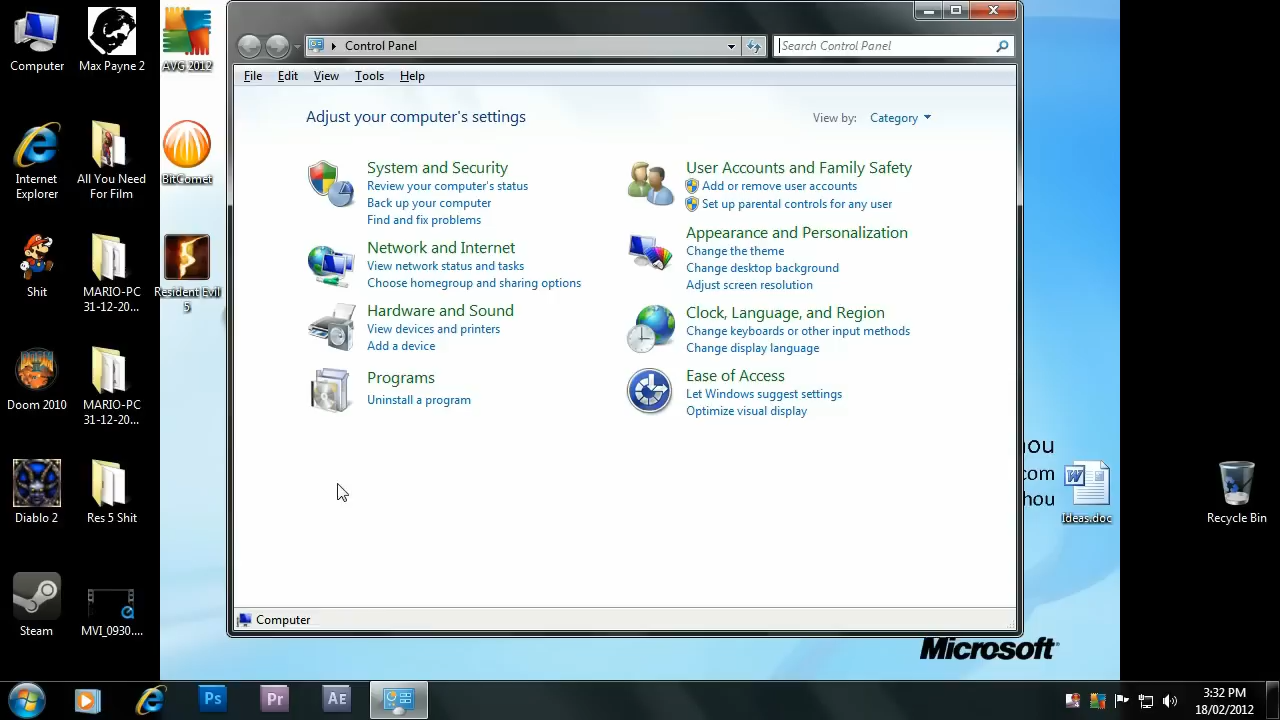 Computer
Max Payne 2
AVG 2012
Internet
Explorer
All You Need
For Film
BitComet
Shit
MARIO-PC
31-12-20...
Resident Evil
5
Doom 2010
MARIO-PC
31-12-20...
Diablo 2
Res 5 Shit
Steam
MVI_0930....
Control Panel
Search Control Panel
File Edit View Tools Help
Adjust your computer's settings
View by: Category
System and Security
Review your computer's status
Back up your computer
Find and fix problems
Network and Internet
View network status and tasks
Choose homegroup and sharing options
Hardware and Sound
View devices and printers
Add a device
Programs
Uninstall a program
User Accounts and Family Safety
Add or remove user accounts
Set up parental controls for any user
Appearance and Personalization
Change the theme
Change desktop background
Adjust screen resolution
Clock, Language, and Region
Change keyboards or other input methods
Change display language
Ease of Access
Let Windows suggest settings
Optimize visual display
Computer
Ideas.doc
Recycle Bin
Microsoft
Ps
Pr
AE
3:32 PM
18/02/2012